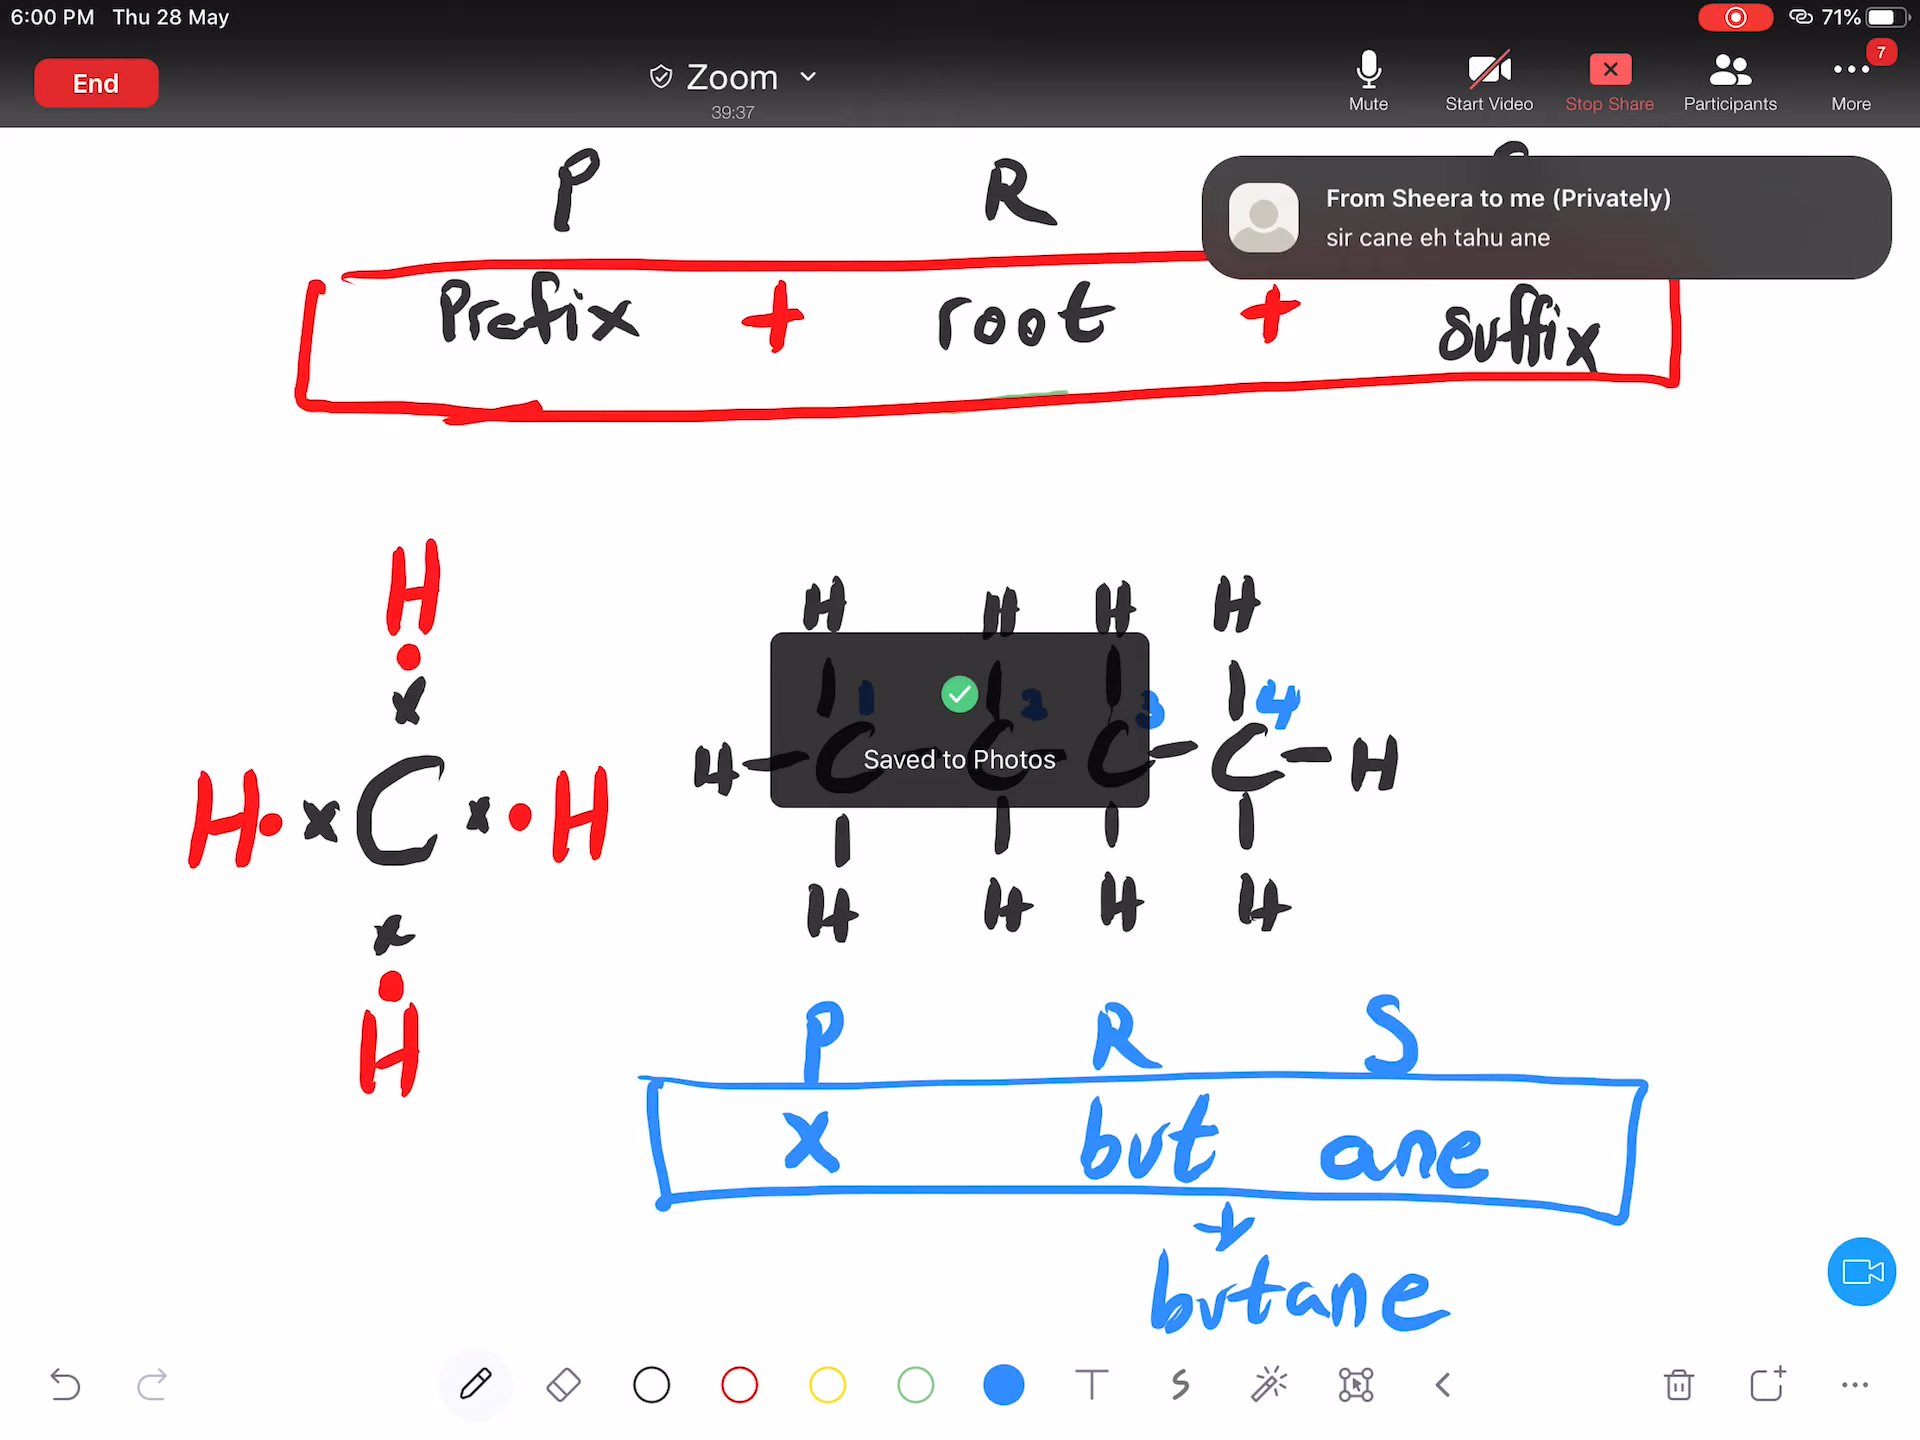 6:00 PM Thu 28 May
71%
7
End
Zoom
39:37
Mute
Start Video
Stop Share
Participants
More
P R
From Sheera to me (Privately)
sir cane eh tahu ane
Prefix + root + suffix
H
x
H x C x H
x
H
H H H H
1 2 3 4
H C C C C H
H H H H
Saved to Photos
P R S
x but ane
butane
T